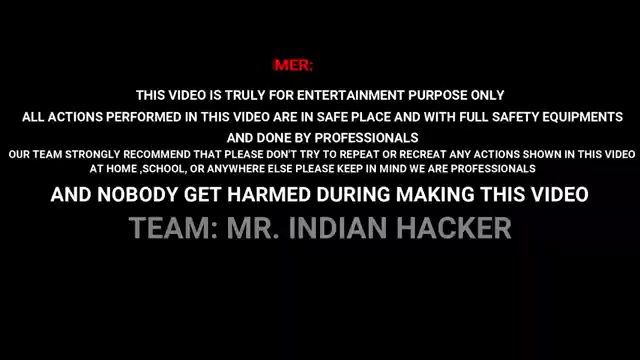 MER:
THIS VIDEO IS TRULY FOR ENTERTAINMENT PURPOSE ONLY
ALL ACTIONS PERFORMED IN THIS VIDEO ARE IN SAFE PLACE AND WITH FULL SAFETY EQUIPMENTS
AND DONE BY PROFESSIONALS
OUR TEAM STRONGLY RECOMMEND THAT PLEASE DON'T TRY TO REPEAT OR RECREAT ANY ACTIONS SHOWN IN THIS VIDEO
AT HOME ,SCHOOL, OR ANYWHERE ELSE PLEASE KEEP IN MIND WE ARE PROFESSIONALS
AND NOBODY GET HARMED DURING MAKING THIS VIDEO
TEAM: MR. INDIAN HACKER